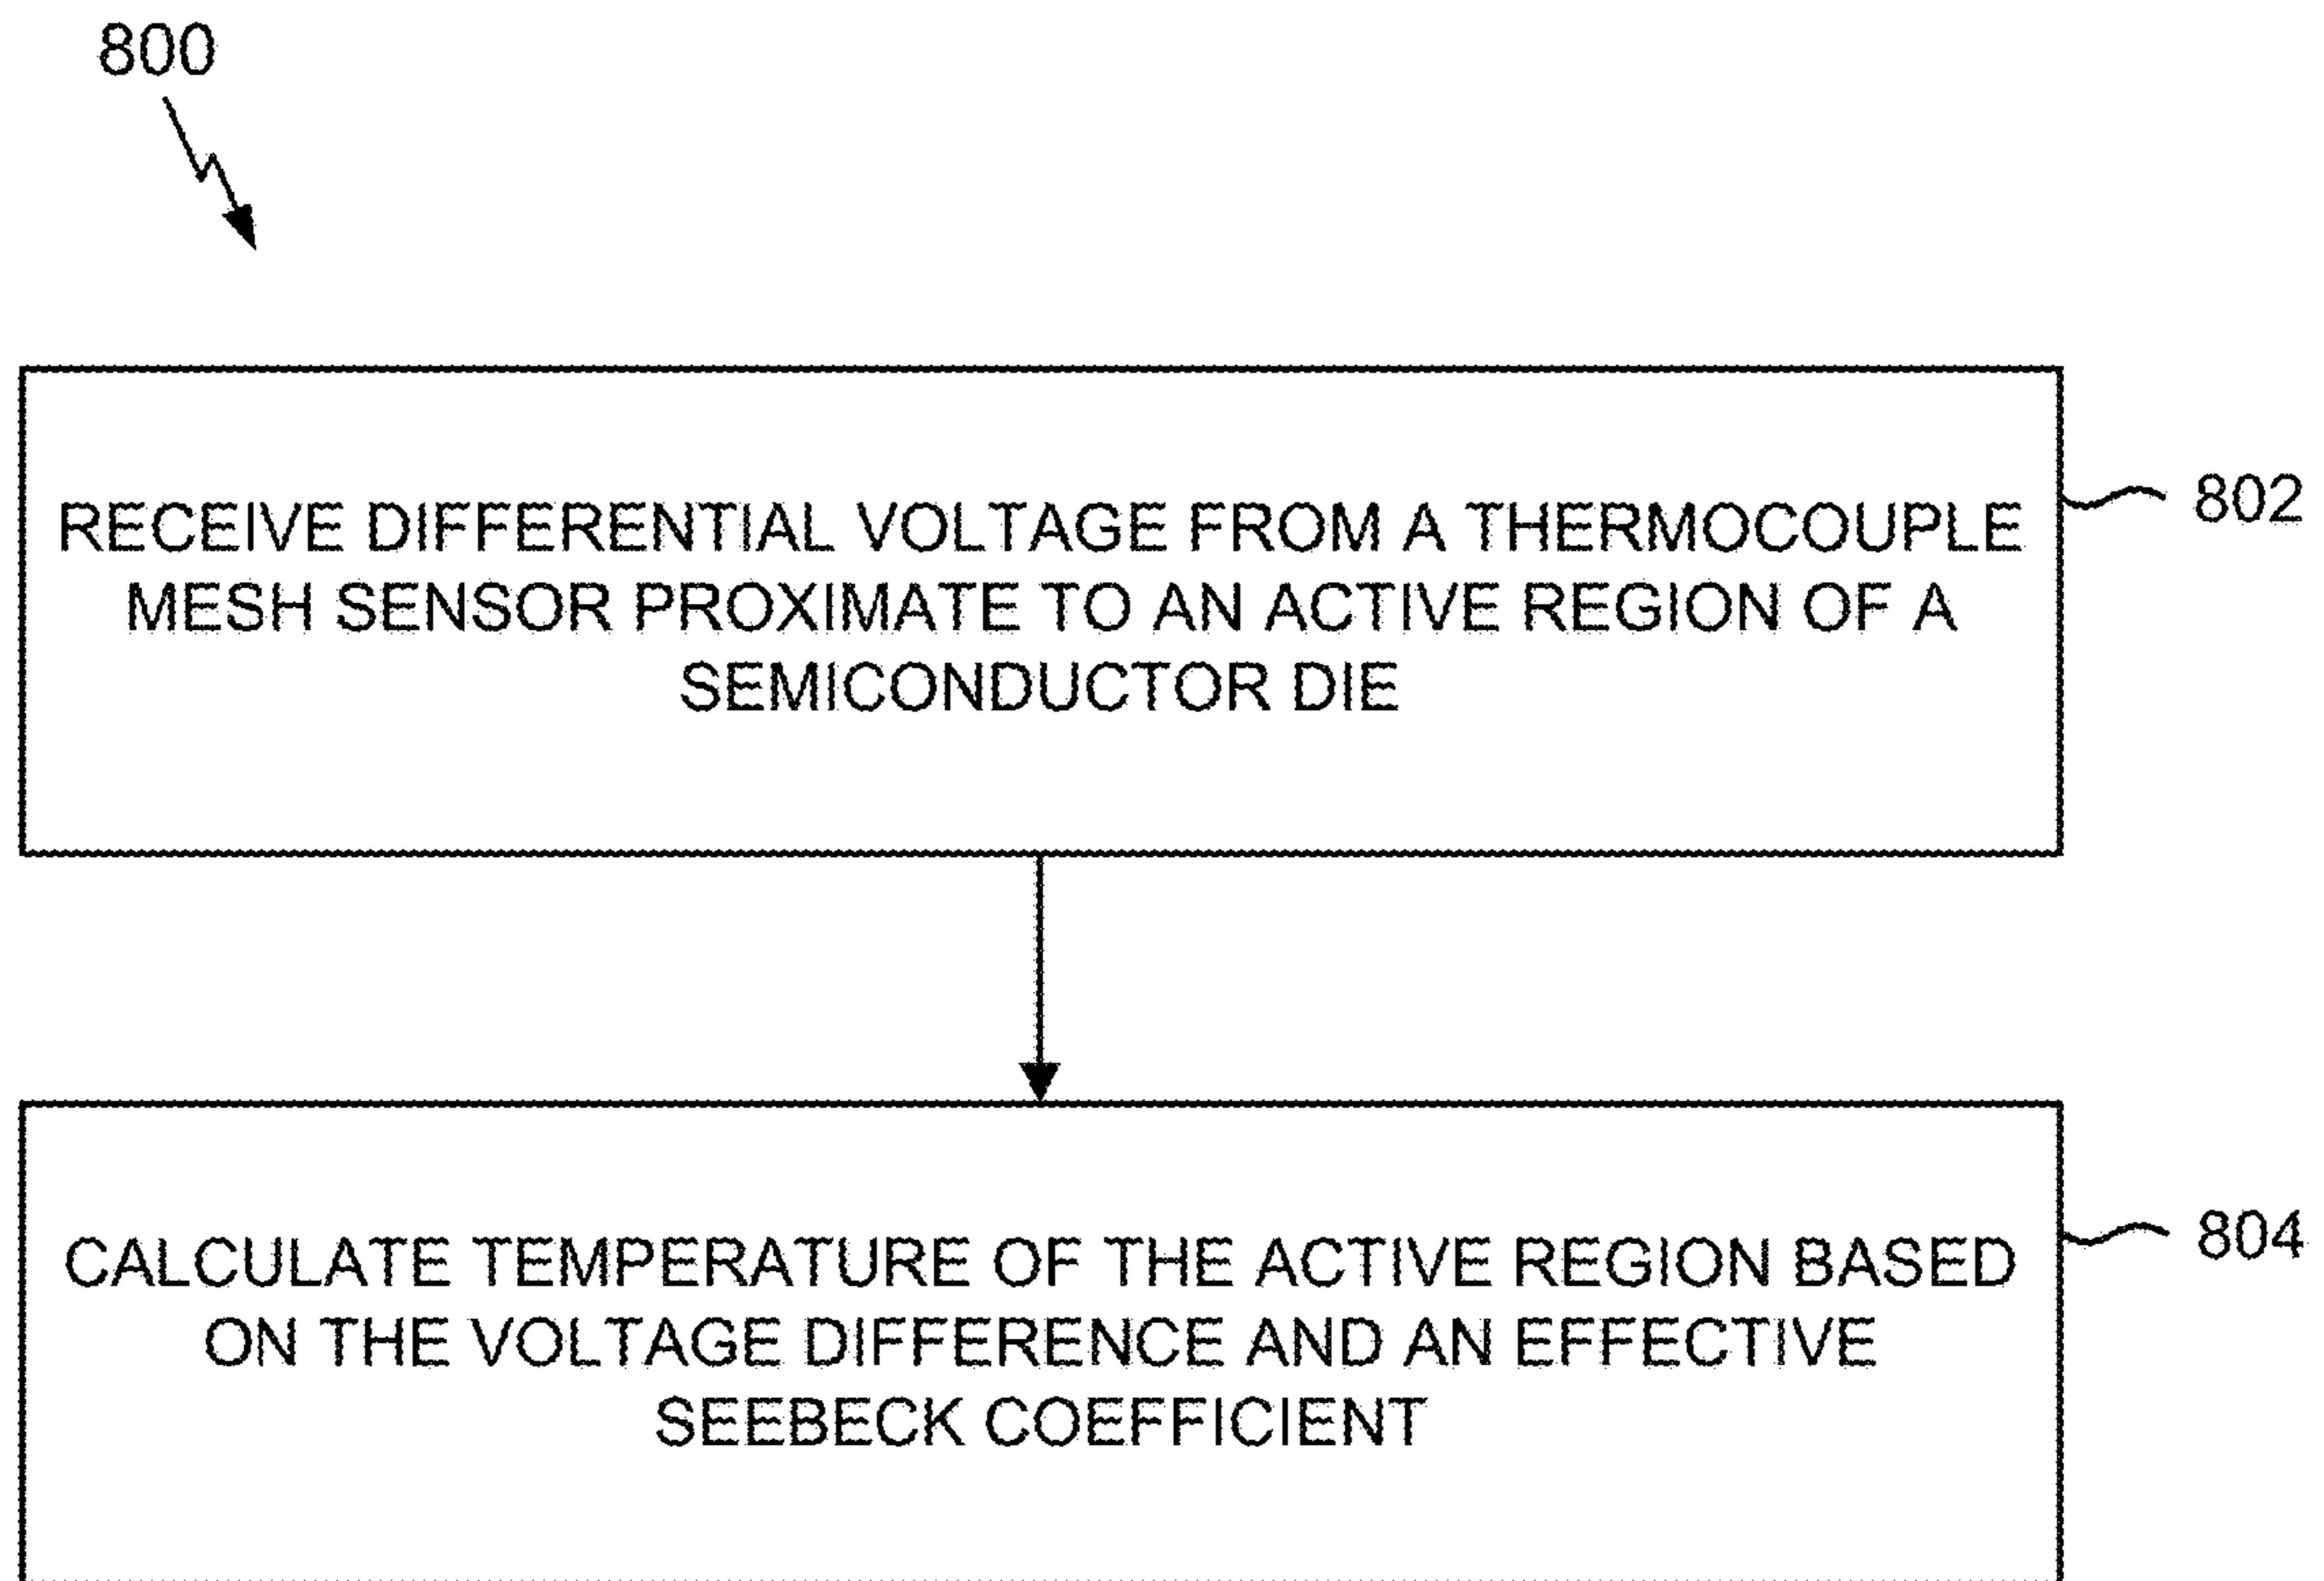 800
RECEIVE DIFFERENTIAL VOLTAGE FROM A THERMOCOUPLE
MESH SENSOR PROXIMATE TO AN ACTIVE REGION OF A
SEMICONDUCTOR DIE
802
CALCULATE TEMPERATURE OF THE ACTIVE REGION BASED
ON THE VOLTAGE DIFFERENCE AND AN EFFECTIVE
SEEBECK COEFFICIENT
804